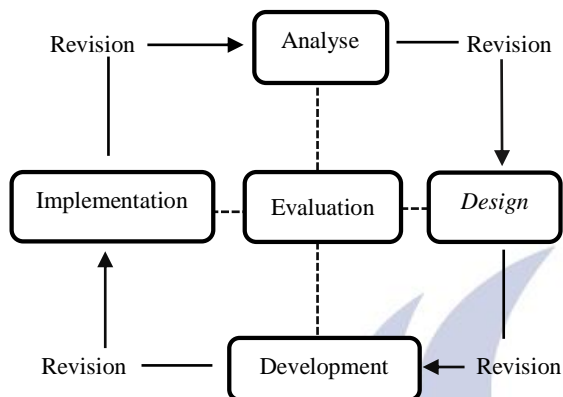 Revision
Analyse
Revision
Implementation
Evaluation
Design
Revision
Development
Revision